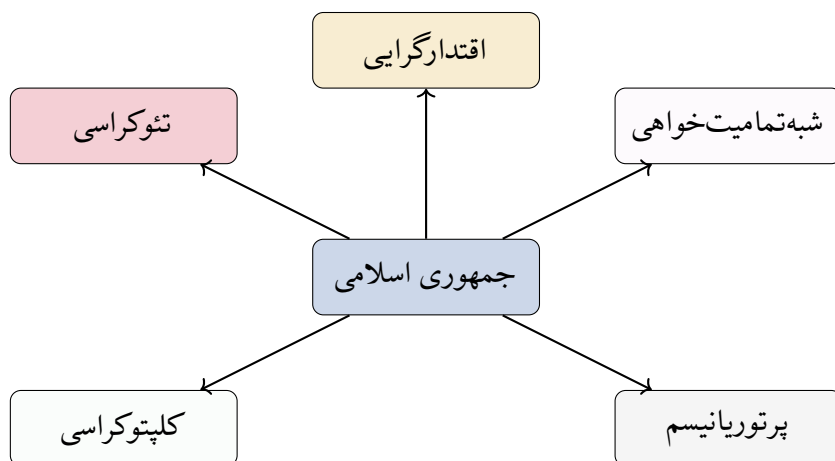 اقتدارگرایی
شبه‌تمامیت‌خواهی
تئوکراسی
جمهوری اسلامی
پرتوریانیسم
کلپتوکراسی